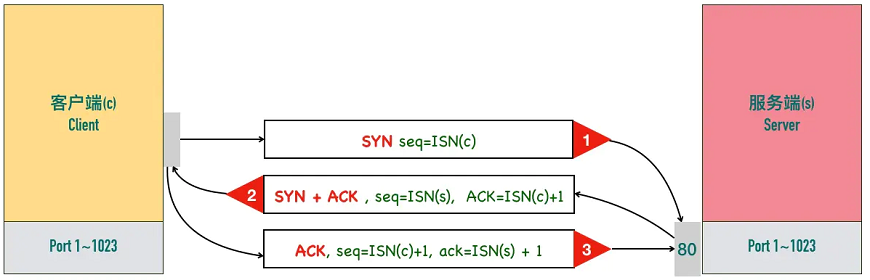 客户端(c)
Client
Port 1~1023
SYN seq=ISN(c)
1
2
SYN + ACK , seq=ISN(s), ACK=ISN(c)+1
ACK, seq=ISN(c)+1, ack=ISN(s) + 1
3
80
服务端(s)
Server
Port 1~1023